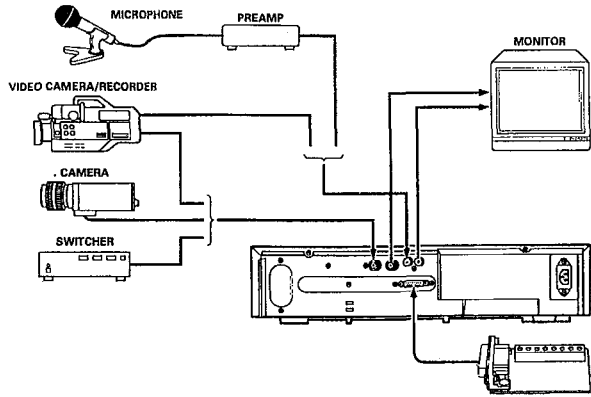 MICROPHONE
PREAMP
MONITOR
VIDEO CAMERA/RECORDER
. CAMERA
SWITCHER